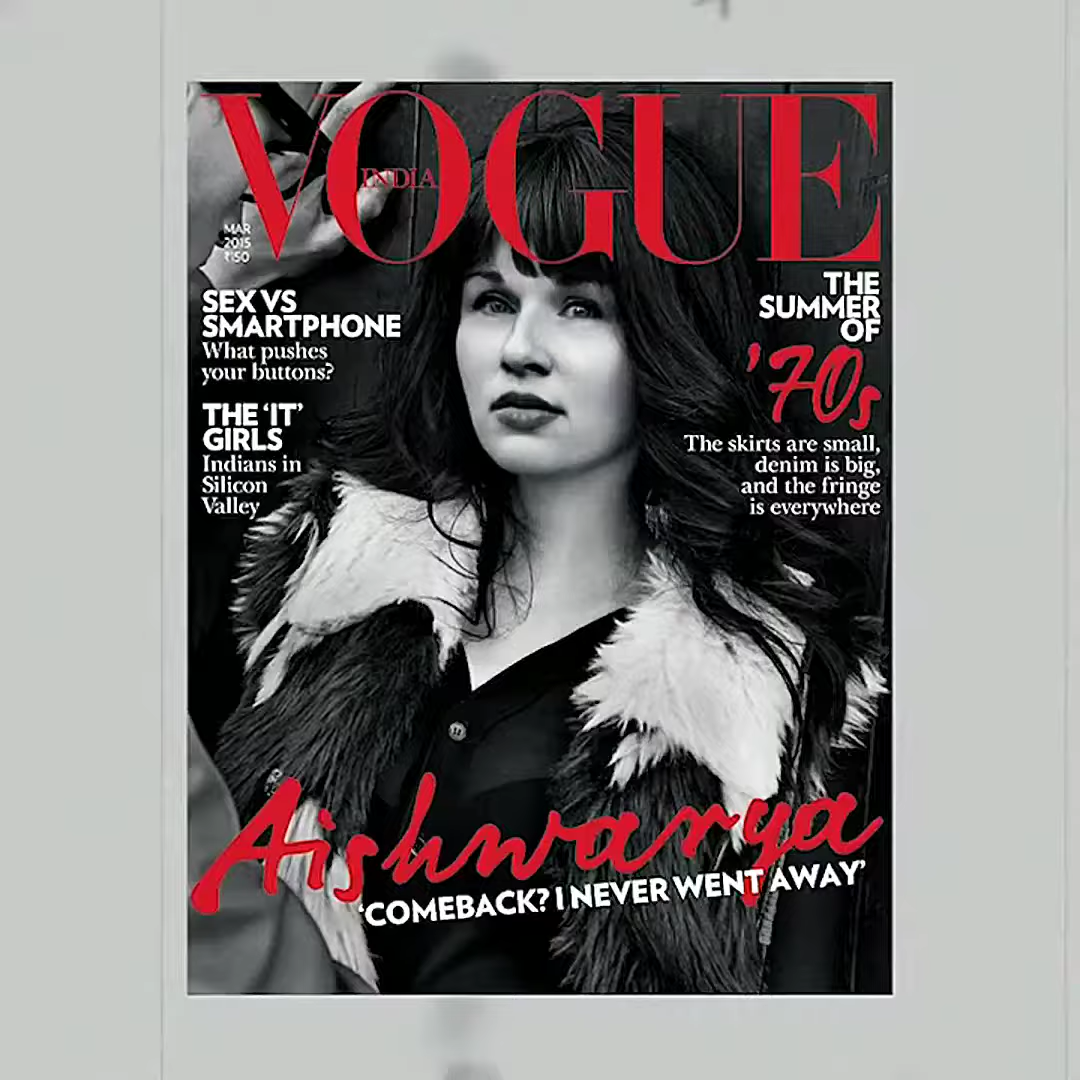 VOGUE
INDIA
MAR
2015
₹150
SEX VS
SMARTPHONE
What pushes
your buttons?
THE ‘IT’
GIRLS
Indians in
Silicon
Valley
THE
SUMMER
OF
’70s
The skirts are small,
denim is big,
and the fringe
is everywhere
Aishwarya
‘COMEBACK? I NEVER WENT AWAY’